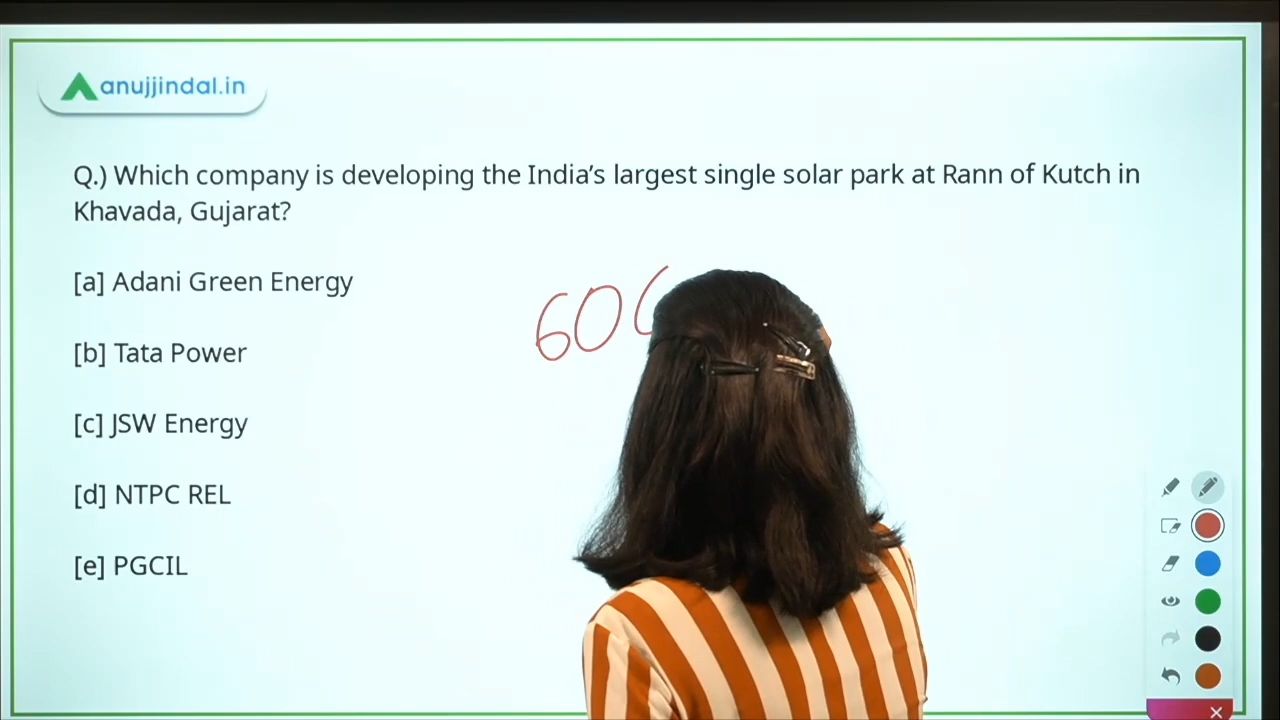 anujjindal.in
Q.) Which company is developing the India's largest single solar park at Rann of Kutch in
Khavada, Gujarat?
[a] Adani Green Energy
60
[b] Tata Power
[c] JSW Energy
[d] NTPC REL
[e] PGCIL